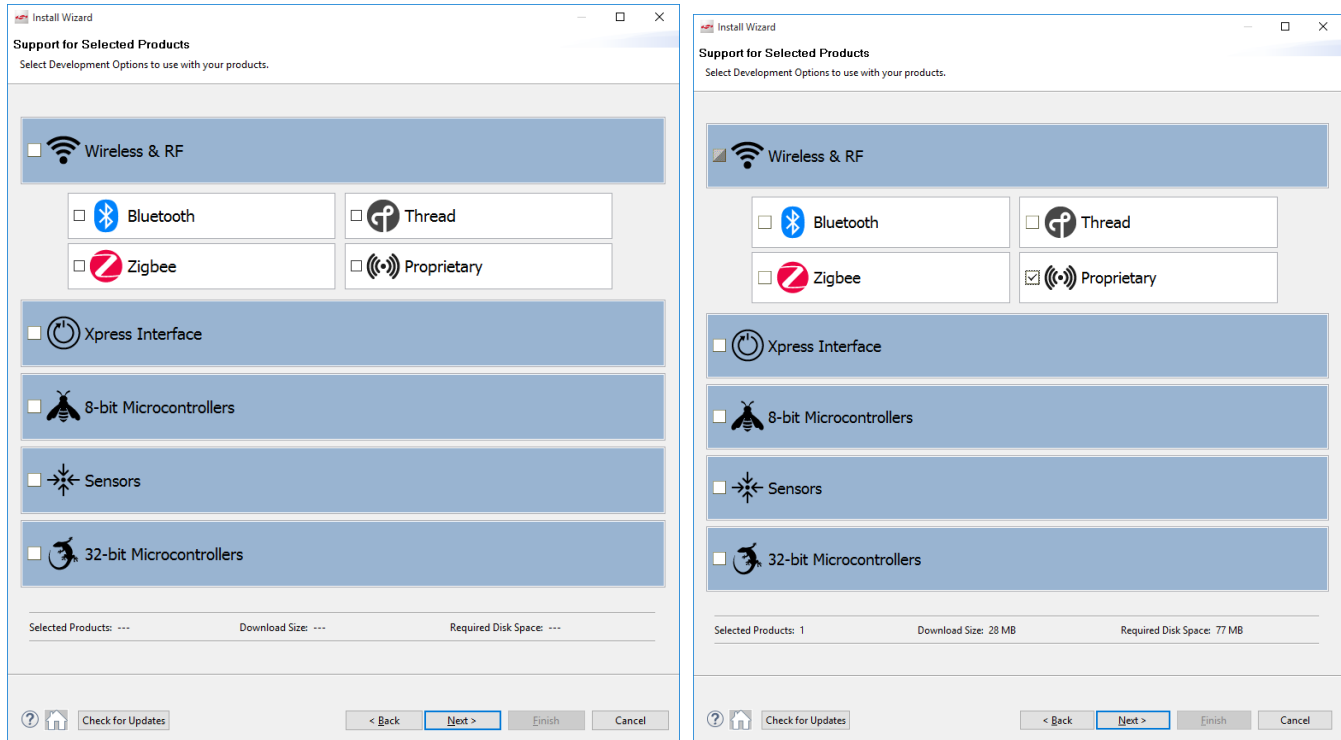 Install Wizard
Support for Selected Products
Select Development Options to use with your products.
Wireless & RF
Bluetooth
Thread
Zigbee
Proprietary
Xpress Interface
8-bit Microcontrollers
Sensors
32-bit Microcontrollers
Selected Products: --- Download Size: --- Required Disk Space: ---
Check for Updates < Back Next > Finish Cancel
Install Wizard
Support for Selected Products
Select Development Options to use with your products.
Wireless & RF
Bluetooth
Thread
Zigbee
Proprietary
Xpress Interface
8-bit Microcontrollers
Sensors
32-bit Microcontrollers
Selected Products: 1 Download Size: 28 MB Required Disk Space: 77 MB
Check for Updates < Back Next > Finish Cancel